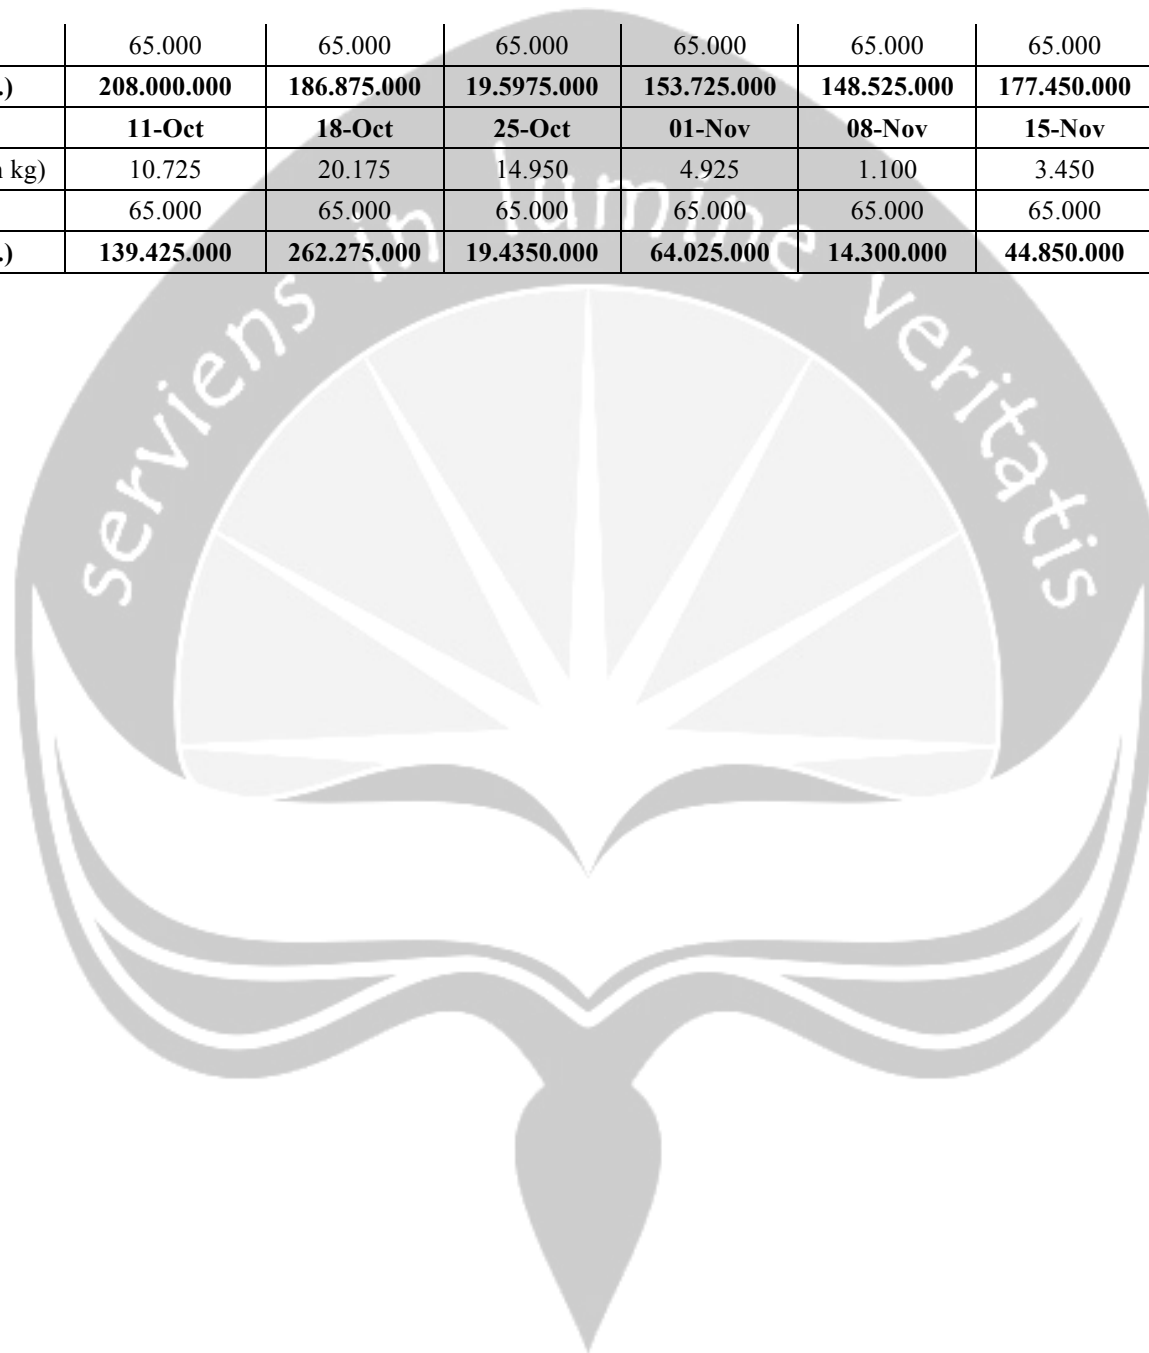 65.000 65.000 65.000 65.000 65.000 65.000
.) 208.000.000 186.875.000 19.5975.000 153.725.000 148.525.000 177.450.000
11-Oct 18-Oct 25-Oct 01-Nov 08-Nov 15-Nov
kg) 10.725 20.175 14.950 4.925 1.100 3.450
65.000 65.000 65.000 65.000 65.000 65.000
.) 139.425.000 262.275.000 19.4350.000 64.025.000 14.300.000 44.850.000
serviens in lumine veritatis